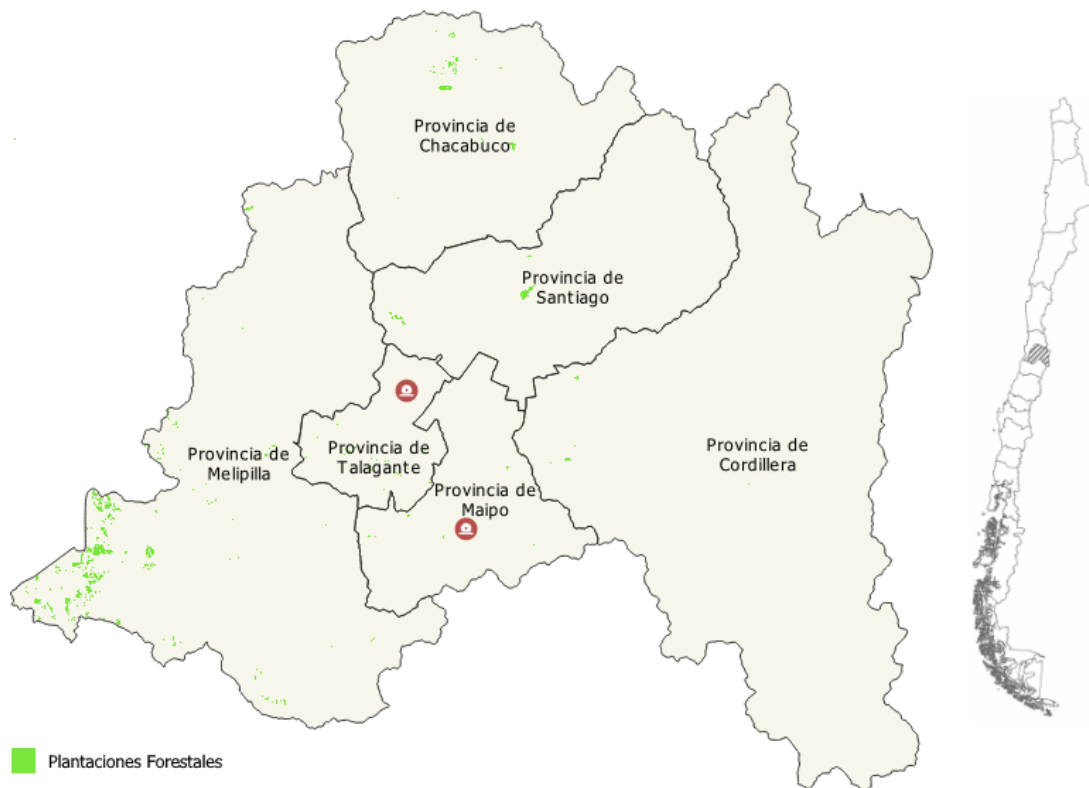 Provincia de
Chacabuco
Provincia de
Santiago
Provincia de
Melipilla
Provincia de
Talagante
Provincia de
Cordillera
Provincia de
Maipo
Plantaciones Forestales